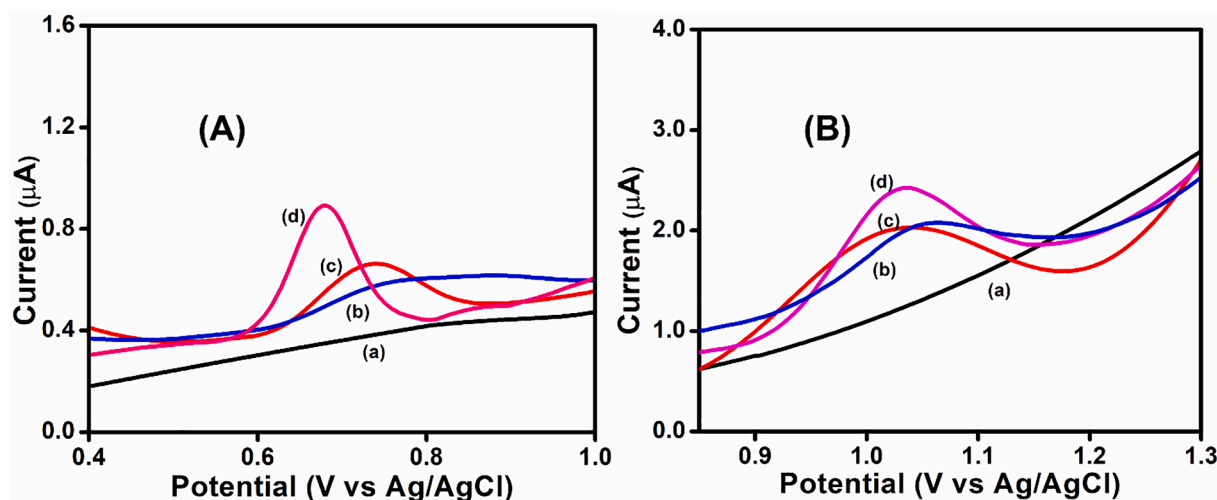 1.6
1.2
0.8
0.4
0.0
Current (μA)
(A)
(d)
(c)
(b)
(a)
0.4 0.6 0.8 1.0
Potential (V vs Ag/AgCl)
4.0
3.0
2.0
1.0
0.0
Current (μA)
(B)
(d)
(c)
(b)
(a)
0.9 1.0 1.1 1.2 1.3
Potential (V vs Ag/AgCl)